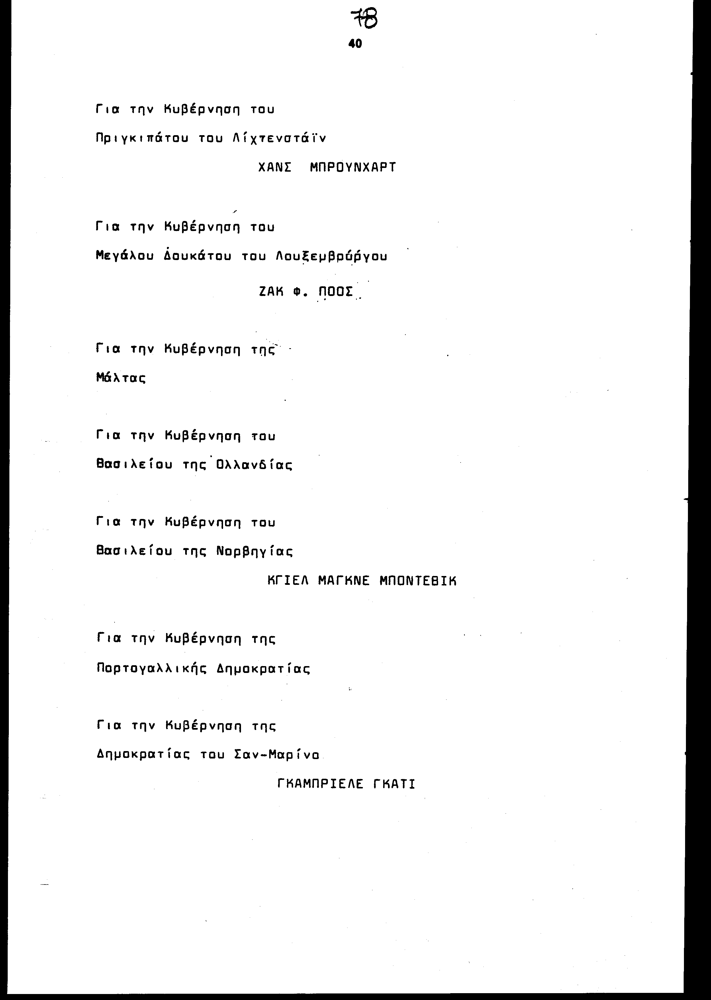 78
40
Για την Κυβέρνηση του
Πριγκιπάτου του Λίχτενστάϊν
ΧΑΝΣ ΜΠΡΟΥΝΧΑΡΤ
Για την Κυβέρνηση του
Μεγάλου Δουκάτου του Λουξεμβρόύργου
ΖΑΚ Φ. ΠΟΟΣ
Για την Κυβέρνηση της
Μάλτας
Για την Κυβέρνηση του
Βασιλείου της Ολλανδίας
Για την Κυβέρνηση του
Βασιλείου της Νορβηγίας
ΚΓΙΕΛ ΜΑΓΚΝΕ ΜΠΟΝΤΕΒΙΚ
Για την Κυβέρνηση της
Πορτογαλλικής Δημοκρατίας
Για την Κυβέρνηση της
Δημοκρατίας του Σαν-Μαρίνο
ΓΚΑΜΠΡΙΕΛΕ ΓΚΑΤΙ